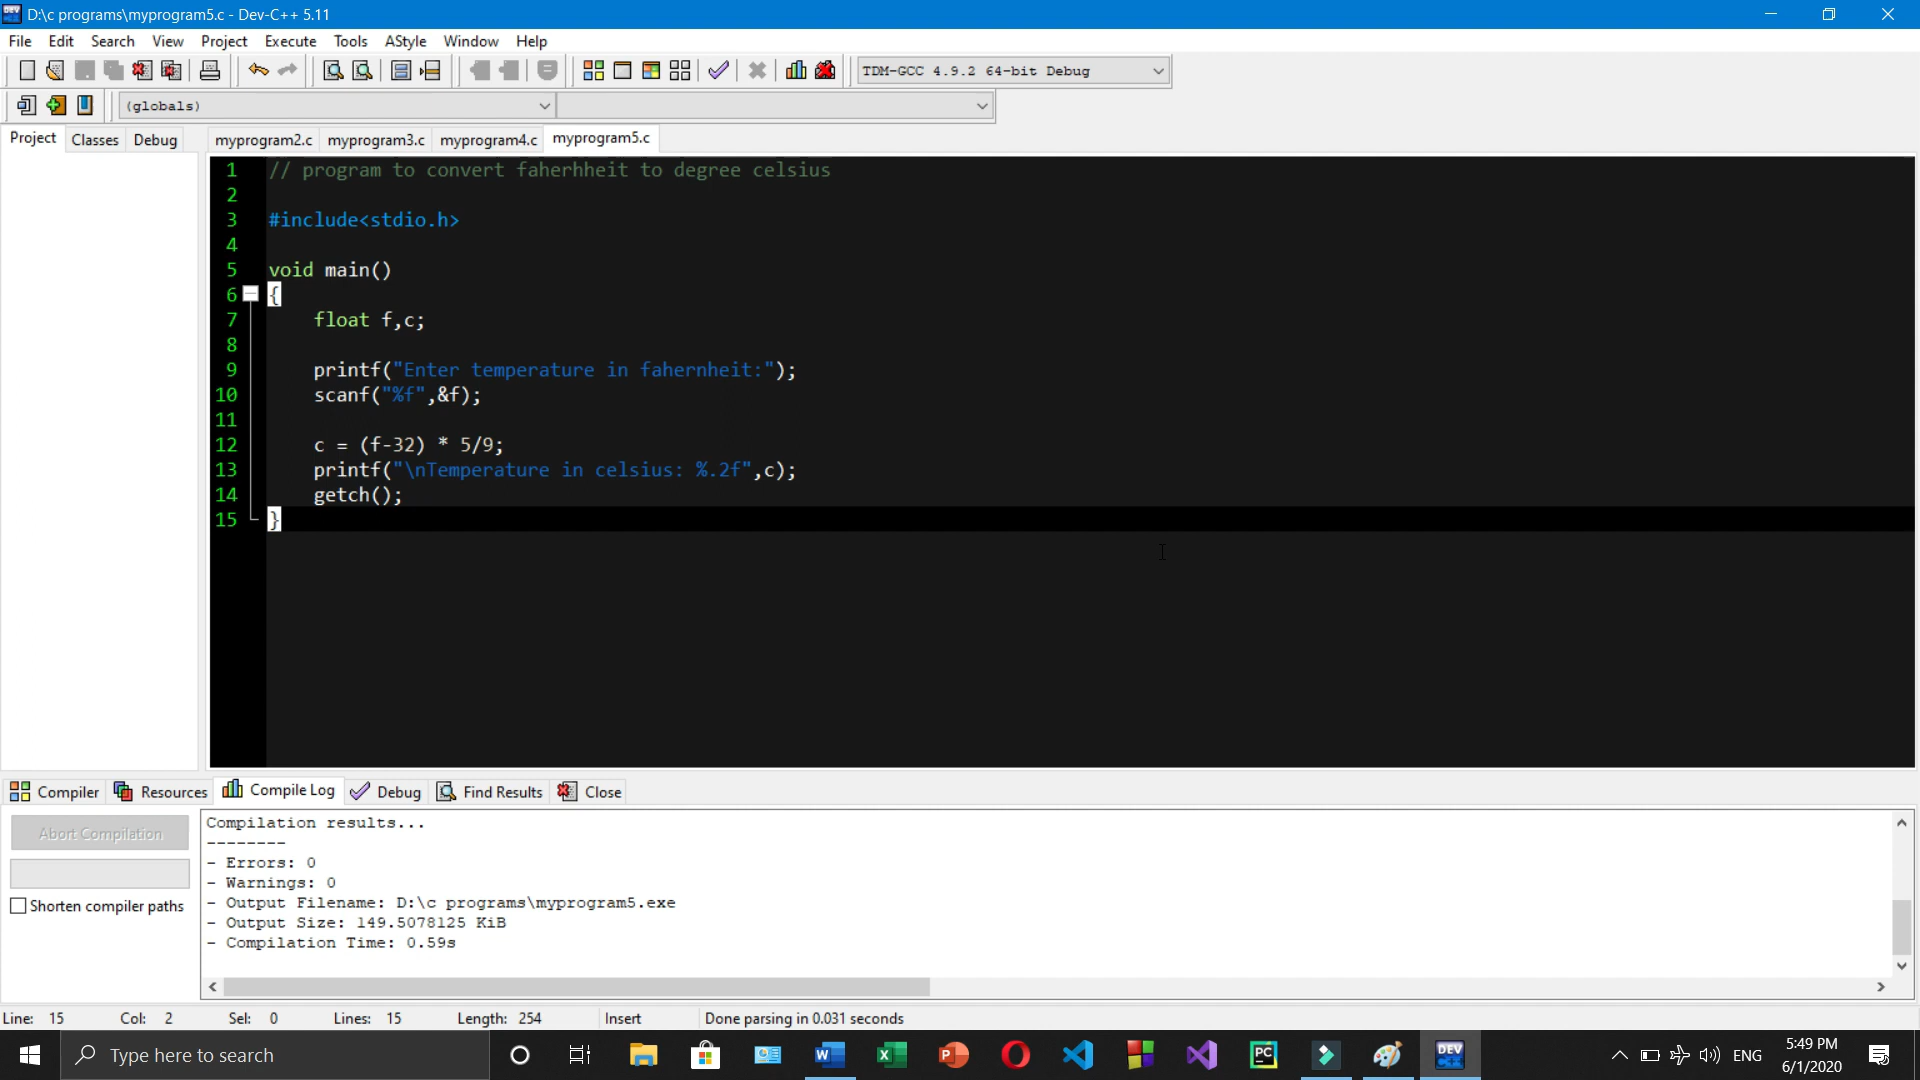 D:\c programs\myprogram5.c - Dev-C++ 5.11
File Edit Search View Project Execute Tools AStyle Window Help
TDM-GCC 4.9.2 64-bit Debug
(globals)
Project Classes Debug myprogram2.c myprogram3.c myprogram4.c myprogram5.c
1 // program to convert faherhheit to degree celsius
2
3 #include<stdio.h>
4
5 void main()
6 {
7 float f,c;
8
9 printf("Enter temperature in fahernheit:");
10 scanf("%f",&f);
11
12 c = (f-32) * 5/9;
13 printf("\nTemperature in celsius: %.2f",c);
14 getch();
15 }
Compiler Resources Compile Log Debug Find Results Close
Abort Compilation
Shorten compiler paths
Compilation results...
--------
- Errors: 0
- Warnings: 0
- Output Filename: D:\c programs\myprogram5.exe
- Output Size: 149.5078125 KiB
- Compilation Time: 0.59s
Line: 15 Col: 2 Sel: 0 Lines: 15 Length: 254 Insert Done parsing in 0.031 seconds
Type here to search
ENG
5:49 PM
6/1/2020